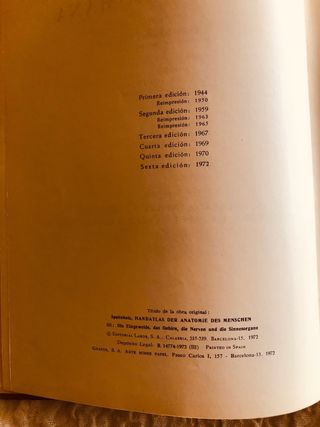 Primera edición: 1944
Reimpresión: 1950
Segunda edición: 1959
Reimpresión: 1963
Reimpresión: 1965
Tercera edición: 1967
Cuarta edición: 1969
Quinta edición: 1970
Sexta edición: 1972
Título de la obra original:
Spalteholz, HANDATLAS DER ANATOMIE DES MENSCHEN
III: Die Eingeweide, das Gehirn, die Nerven und die Sinnesorgane
© Editorial Labor, S. A., Calabria, 235-239. Barcelona-15, 1972
Depósito Legal: B. 14774-1972 (III) Printed in Spain
Grafos, S. A. Arte sobre papel. Paseo Carlos I, 157 - Barcelona-13, 1972